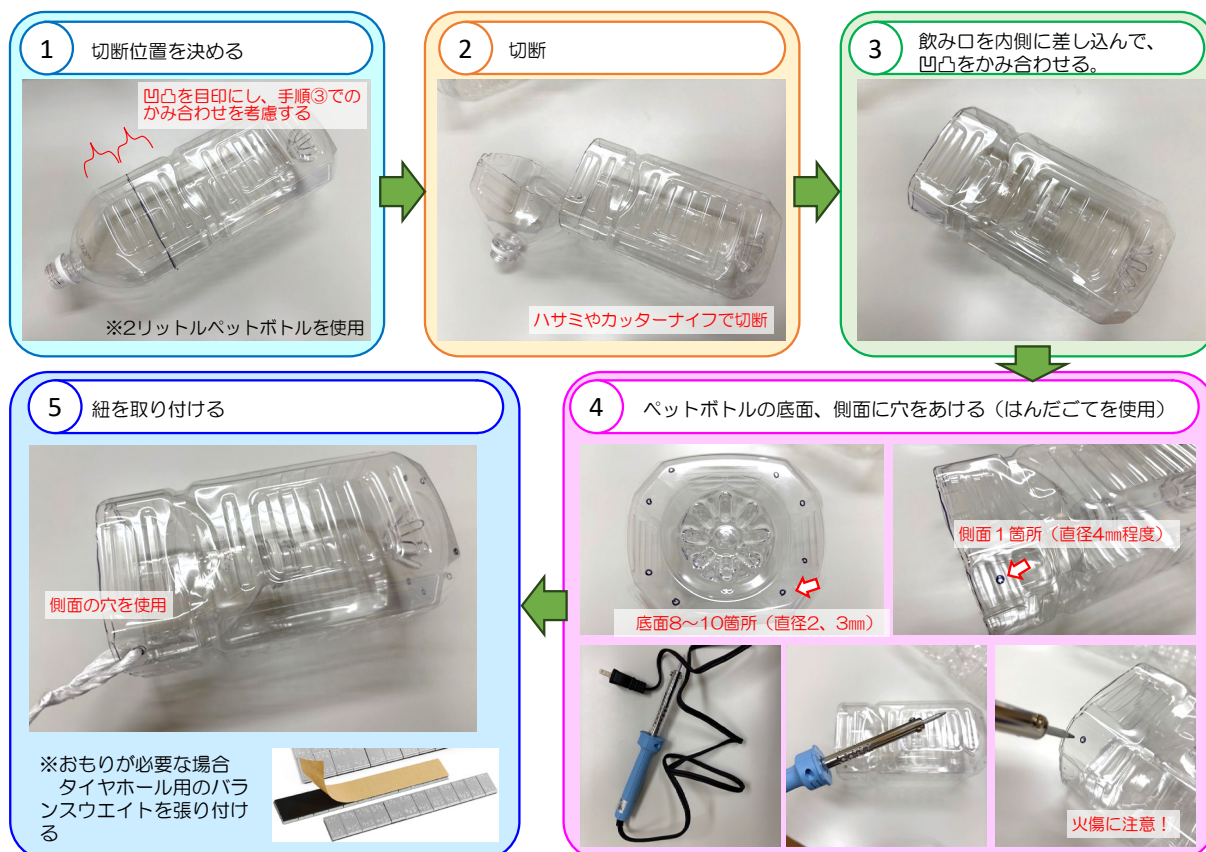 1 切断位置を決める
凹凸を目印にし、手順③での
かみ合わせを考慮する
※2リットルペットボトルを使用
2 切断
ハサミやカッターナイフで切断
3 飲み口を内側に差し込んで、
凹凸をかみ合わせる。
4 ペットボトルの底面、側面に穴をあける（はんだごてを使用）
底面8～10箇所（直径2、3㎜）
側面１箇所（直径4㎜程度）
火傷に注意！
5 紐を取り付ける
側面の穴を使用
※おもりが必要な場合
タイヤホール用のバラ
ンスウエイトを張り付け
る